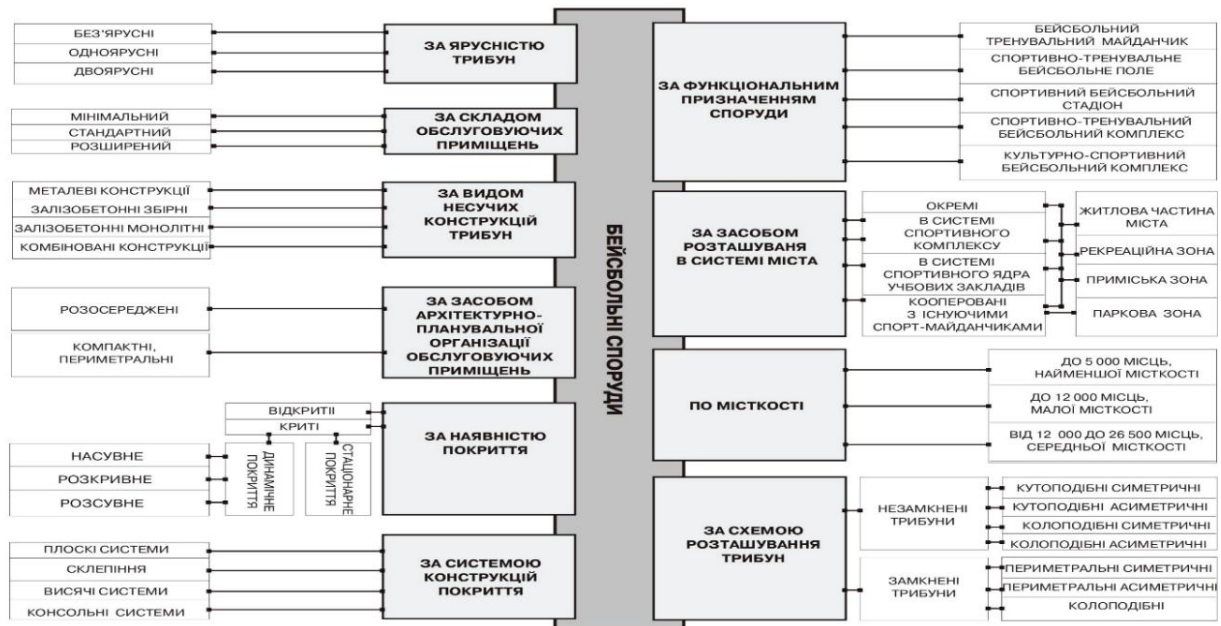 БЕЗ'ЯРУСНІ
ОДНОЯРУСНІ
ДВОЯРУСНІ
ЗА ЯРУСНІСТЮ
ТРИБУН
МІНІМАЛЬНИЙ
СТАНДАРТНИЙ
РОЗШИРЕНИЙ
ЗА СКЛАДОМ
ОБСЛУГОВУЮЧИХ
ПРИМІЩЕНЬ
МЕТАЛЕВІ КОНСТРУКЦІЇ
ЗАЛІЗОБЕТОННІ ЗБІРНІ
ЗАЛІЗОБЕТОННІ МОНОЛІТНІ
КОМБІНОВАНІ КОНСТРУКЦІЇ
ЗА ВИДОМ
НЕСУЧИХ
КОНСТРУКЦІЙ
ТРИБУН
РОЗОСЕРЕДЖЕНІ
КОМПАКТНІ,
ПЕРИМЕТРАЛЬНІ
ЗА ЗАСОБОМ
АРХІТЕКТУРНО-
ПЛАНУВАЛЬНОЇ
ОРГАНІЗАЦІЇ
ОБСЛУГОВУЮЧИХ
ПРИМІЩЕНЬ
ВІДКРИТІІ
КРИТІ
ЗА НАЯВНІСТЮ
ПОКРИТТЯ
НАСУВНЕ
РОЗКРИВНЕ
РОЗСУВНЕ
ДИНАМІЧНЕ
ПОКРИТТЯ
СТАЦІОНАРНЕ
ПОКРИТТЯ
ПЛОСКІ СИСТЕМИ
СКЛЕПІННЯ
ВИСЯЧІ СИСТЕМИ
КОНСОЛЬНІ СИСТЕМИ
ЗА СИСТЕМОЮ
КОНСТРУКЦІЙ
ПОКРИТТЯ
БЕЙСБОЛЬНІ СПОРУДИ
ЗА ФУНКЦІОНАЛЬНИМ
ПРИЗНАЧЕННЯМ
СПОРУДИ
БЕЙСБОЛЬНИЙ
ТРЕНУВАЛЬНИЙ МАЙДАНЧИК
СПОРТИВНО-ТРЕНУВАЛЬНЕ
БЕЙСБОЛЬНЕ ПОЛЕ
СПОРТИВНИЙ БЕЙСБОЛЬНИЙ
СТАДІОН
СПОРТИВНО-ТРЕНУВАЛЬНИЙ
БЕЙСБОЛЬНИЙ КОМПЛЕКС
КУЛЬТУРНО-СПОРТИВНИЙ
БЕЙСБОЛЬНИЙ КОМПЛЕКС
ЗА ЗАСОБОМ
РОЗТАШУВАНЯ
В СИСТЕМІ МІСТА
ОКРЕМІ
В СИСТЕМІ
СПОРТИВНОГО
КОМПЛЕКСУ
В СИСТЕМІ
СПОРТИВНОГО ЯДРА
УЧБОВИХ ЗАКЛАДІВ
КООПЕРОВАНІ
З ІСНУЮЧИМИ
СПОРТ-МАЙДАНЧИКАМИ
ЖИТЛОВА ЧАСТИНА
МІСТА
РЕКРЕАЦІЙНА ЗОНА
ПРИМІСЬКА ЗОНА
ПАРКОВА ЗОНА
ПО МІСТКОСТІ
ДО 5 000 МІСЦЬ,
НАЙМЕНШОЇ МІСТКОСТІ
ДО 12 000 МІСЦЬ,
МАЛОЇ МІСТКОСТІ
ВІД 12 000 ДО 26 500 МІСЦЬ,
СЕРЕДНЬОЇ МІСТКОСТІ
ЗА СХЕМОЮ
РОЗТАШУВАННЯ
ТРИБУН
НЕЗАМКНЕНІ
ТРИБУНИ
КУТОПОДІБНІ СИМЕТРИЧНІ
КУТОПОДІБНІ АСИМЕТРИЧНІ
КОЛОПОДІБНІ СИМЕТРИЧНІ
КОЛОПОДІБНІ АСИМЕТРИЧНІ
ЗАМКНЕНІ
ТРИБУНИ
ПЕРИМЕТРАЛЬНІ СИМЕТРИЧНІ
ПЕРИМЕТРАЛЬНІ АСИМЕТРИЧНІ
КОЛОПОДІБНІ